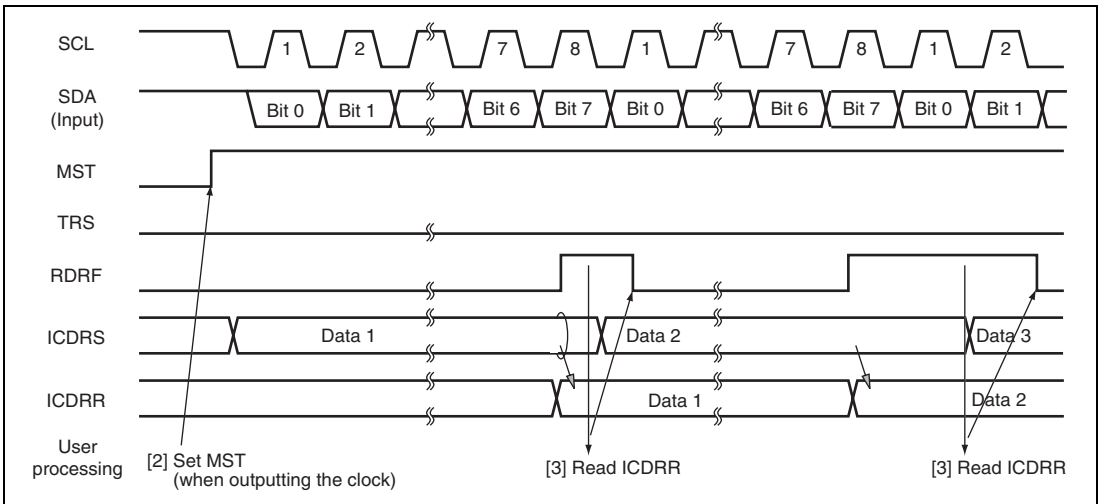 SCL 1 2 7 8 1 7 8 1 2
SDA
(Input)
Bit 0 Bit 1 Bit 6 Bit 7 Bit 0 Bit 6 Bit 7 Bit 0 Bit 1
MST
TRS
RDRF
ICDRS Data 1 Data 2 Data 3
ICDRR Data 1 Data 2
User
processing
[2] Set MST
(when outputting the clock)
[3] Read ICDRR
[3] Read ICDRR